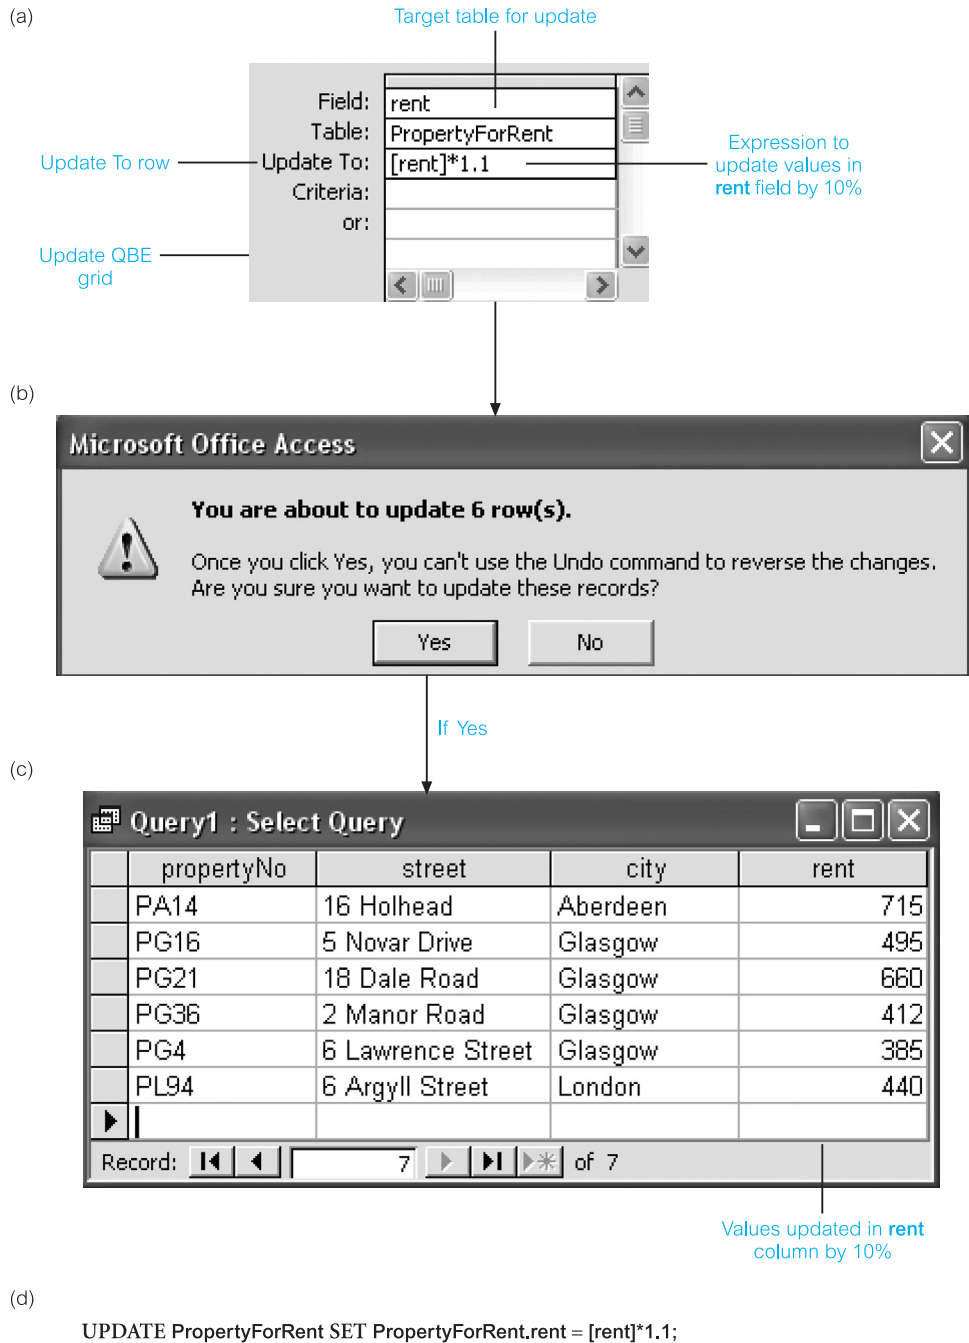 (a)
Target table for update
Field: rent
Table: PropertyForRent
Update To row
Update To: [rent]*1.1
Expression to
update values in
rent field by 10%
Criteria:
or:
Update QBE
grid
(b)
Microsoft Office Access
You are about to update 6 row(s).
Once you click Yes, you can't use the Undo command to reverse the changes.
Are you sure you want to update these records?
Yes No
If Yes
(c)
Query1 : Select Query
propertyNo street city rent
PA14 16 Holhead Aberdeen 715
PG16 5 Novar Drive Glasgow 495
PG21 18 Dale Road Glasgow 660
PG36 2 Manor Road Glasgow 412
PG4 6 Lawrence Street Glasgow 385
PL94 6 Argyll Street London 440
Record: 7 of 7
Values updated in rent
column by 10%
(d)
UPDATE PropertyForRent SET PropertyForRent.rent = [rent]*1.1;